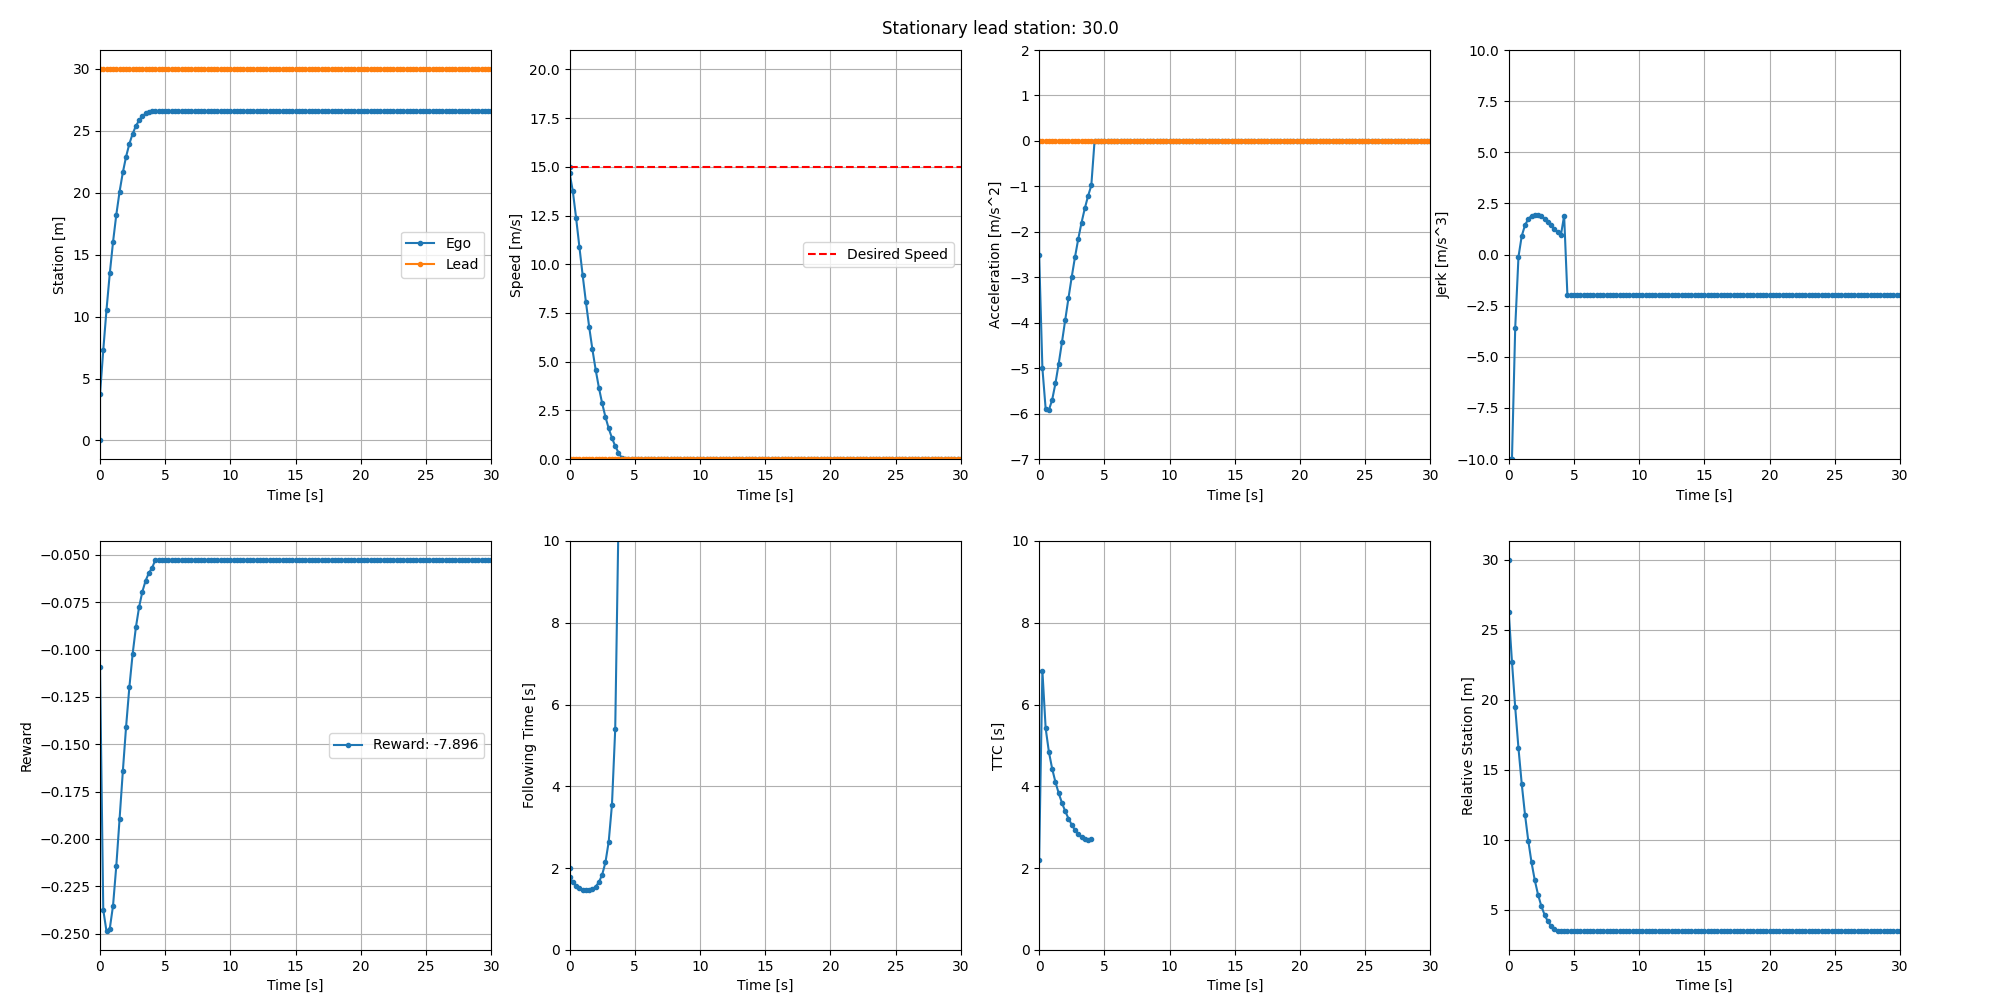 Stationary lead station: 30.0
Station [m]
30
25
20
15
10
5
0
Ego
Lead
0 5 10 15 20 25 30
Time [s]
Speed [m/s]
20.0
17.5
15.0
12.5
10.0
7.5
5.0
2.5
0.0
Desired Speed
0 5 10 15 20 25 30
Time [s]
Acceleration [m/s^2]
2
1
0
−1
−2
−3
−4
−5
−6
−7
0 5 10 15 20 25 30
Time [s]
Jerk [m/s^3]
10.0
7.5
5.0
2.5
0.0
−2.5
−5.0
−7.5
−10.0
0 5 10 15 20 25 30
Time [s]
Reward
−0.050
−0.075
−0.100
−0.125
−0.150
−0.175
−0.200
−0.225
−0.250
Reward: -7.896
0 5 10 15 20 25 30
Time [s]
Following Time [s]
10
8
6
4
2
0
0 5 10 15 20 25 30
Time [s]
TTC [s]
10
8
6
4
2
0
0 5 10 15 20 25 30
Time [s]
Relative Station [m]
30
25
20
15
10
5
0 5 10 15 20 25 30
Time [s]